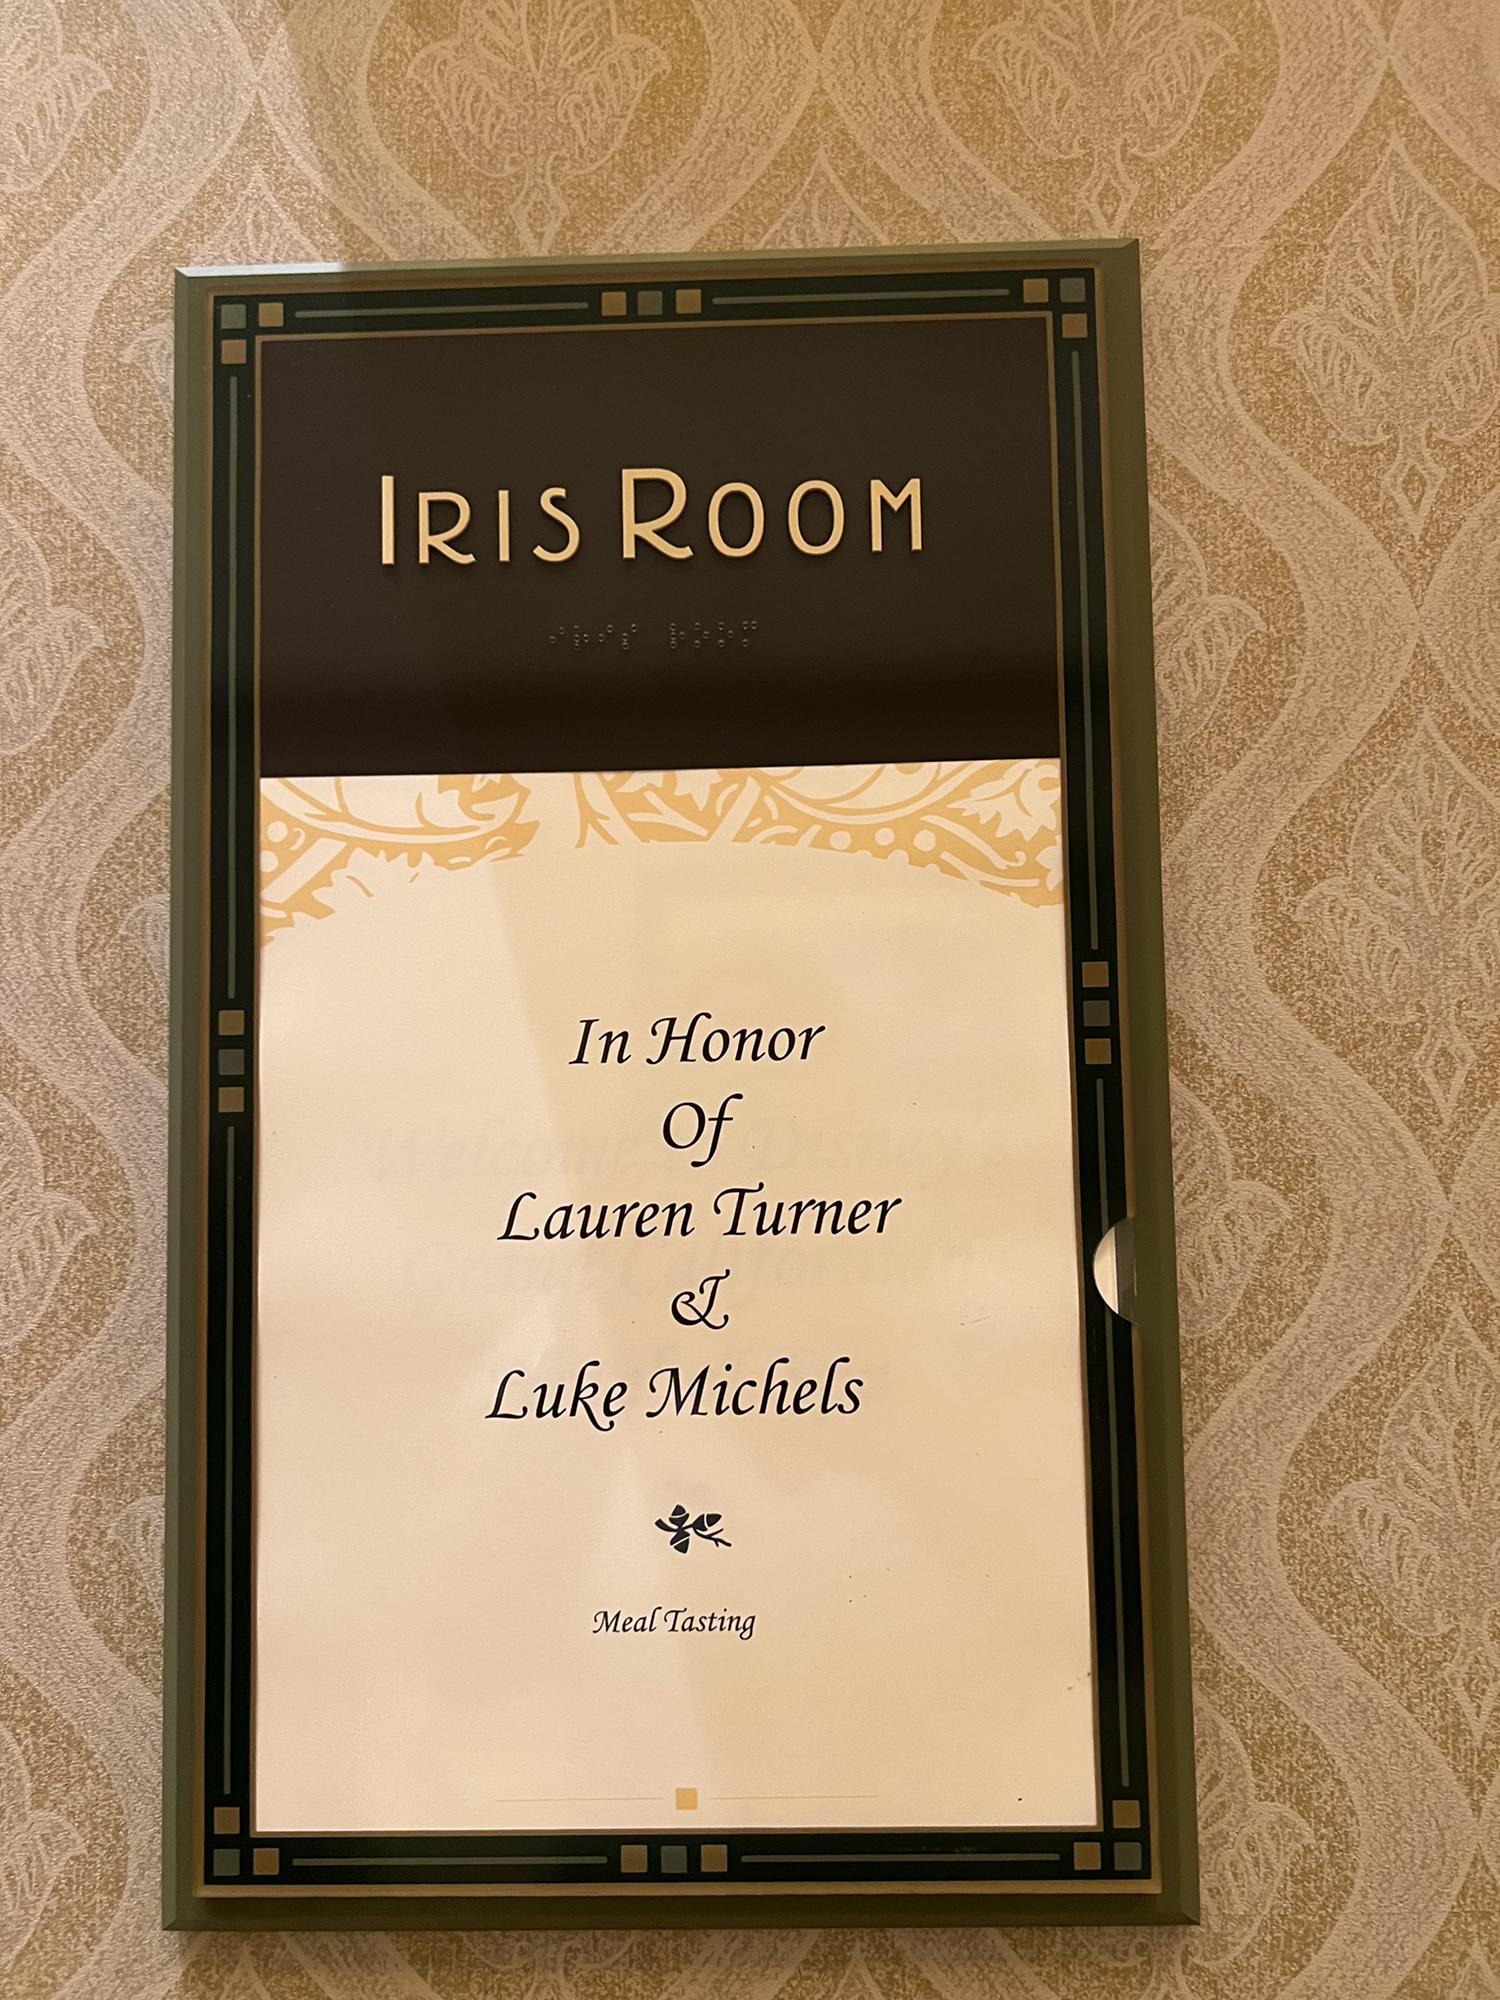 IRIS ROOM
In Honor
Of
Lauren Turner
&
Luke Michels
Meal Tasting